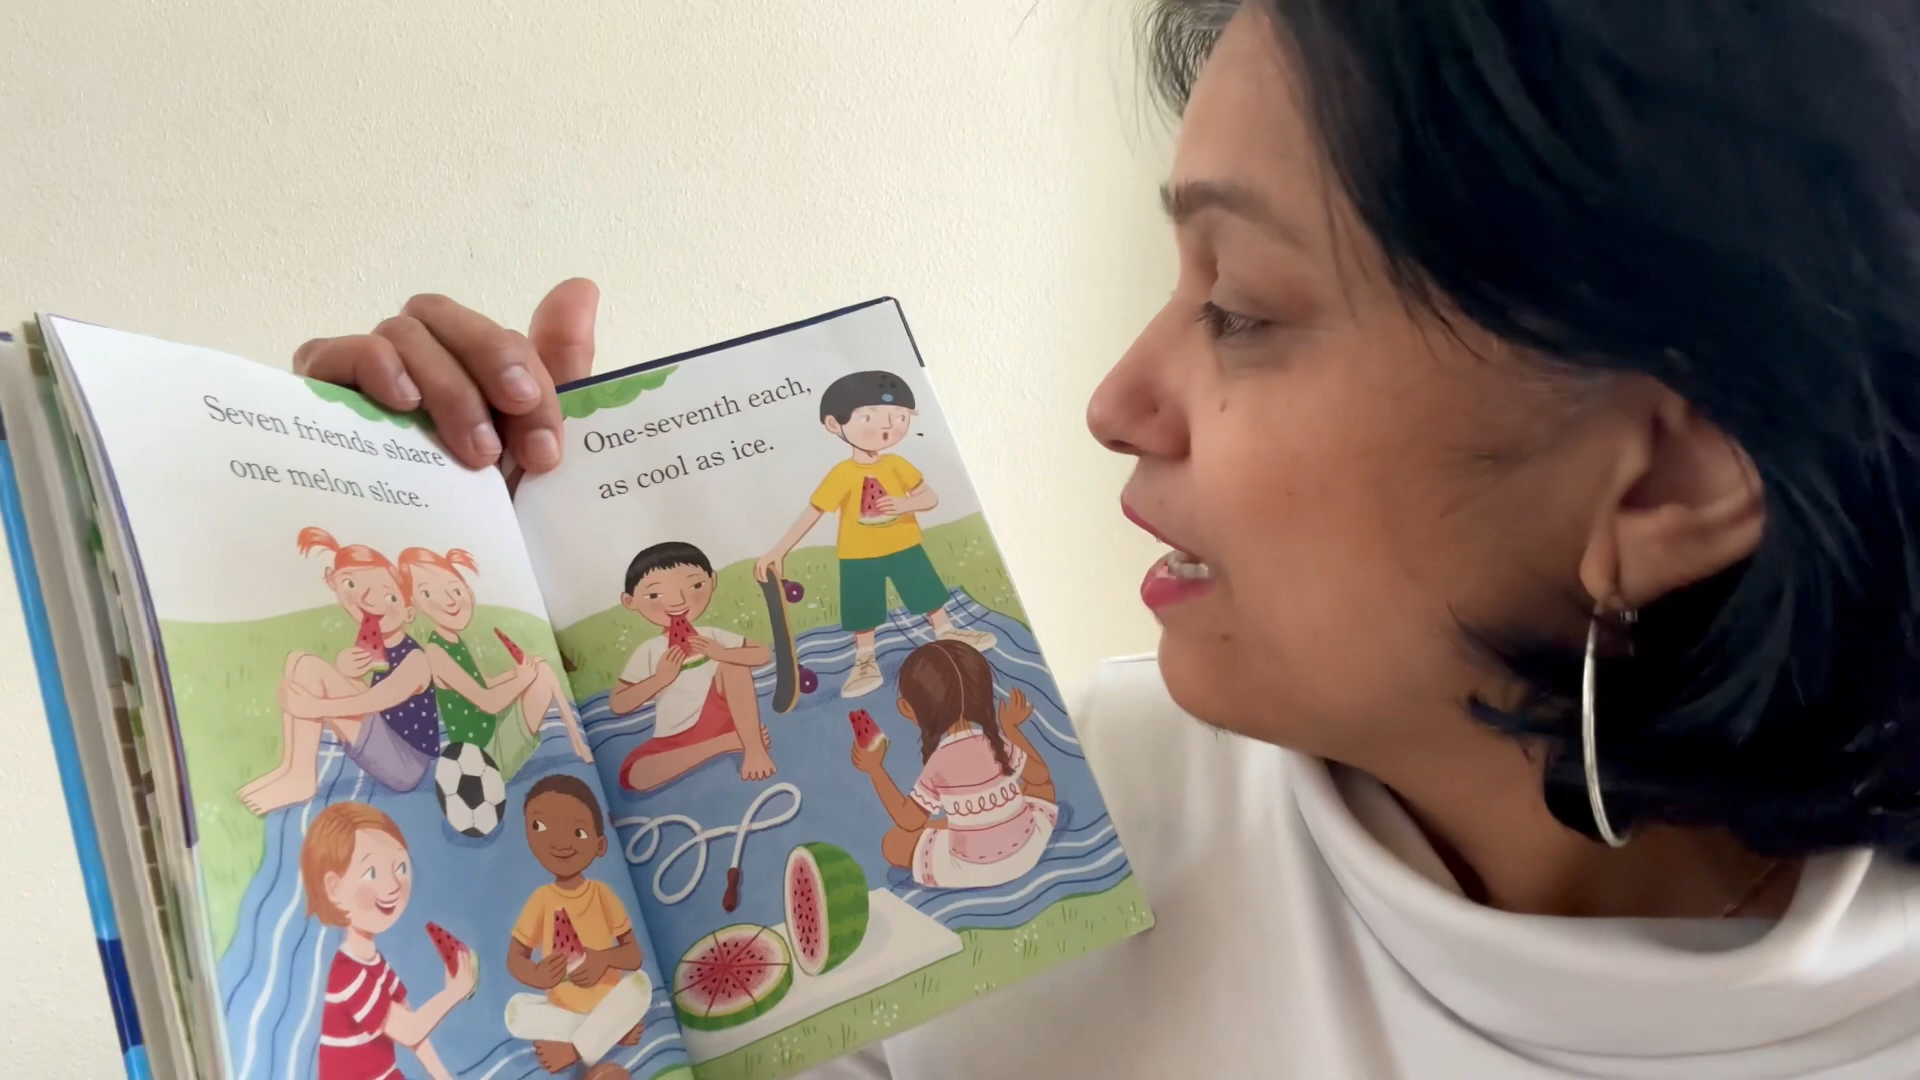 Seven friends share
one melon slice.
One-seventh each,
as cool as ice.